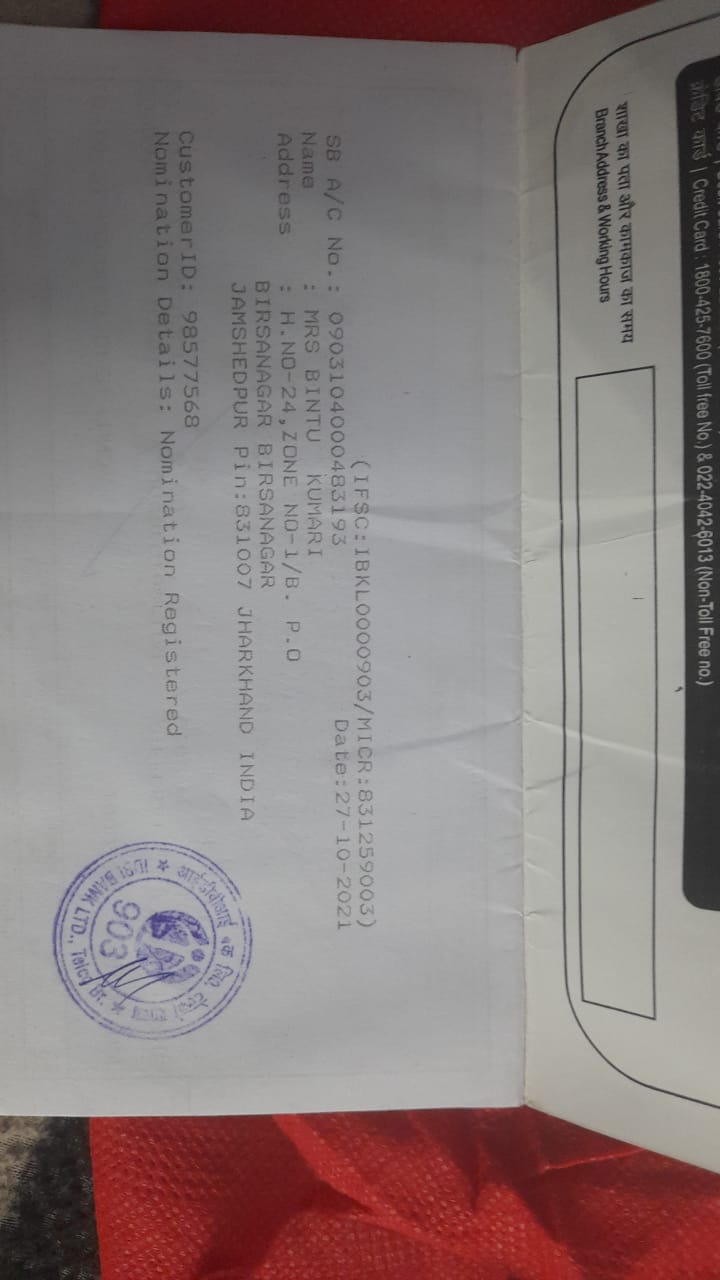 क्रेडिट कार्ड | Credit Card : 1800-425-7600 (Toll free No.) & 022-4042-6013 (Non-Toll Free no.)
शाखा का पता और कामकाज का समय
Branch Address & Working Hours
(IFSC:IBKL0000903/MICR:831259003)
Date:27-10-2021
SB A/C No.: 0903104000483193
Name : MRS BINTU KUMARI
Address : H.NO-24,ZONE NO-1/B. P.O
BIRSANAGAR BIRSANAGAR
JAMSHEDPUR Pin:831007 JHARKHAND INDIA
CustomerID: 98577568
Nomination Details: Nomination Registered
आईडीबीआई बैंक लि. टेल्को शाखा
903
IDBI BANK LTD., Telco Br.